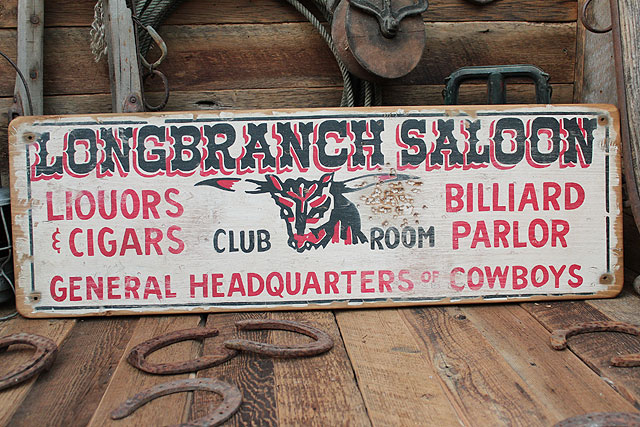 LONGBRANCH SALOON
LIQUORS
& CIGARS
CLUB ROOM
BILLIARD
PARLOR
GENERAL HEADQUARTERS OF COWBOYS